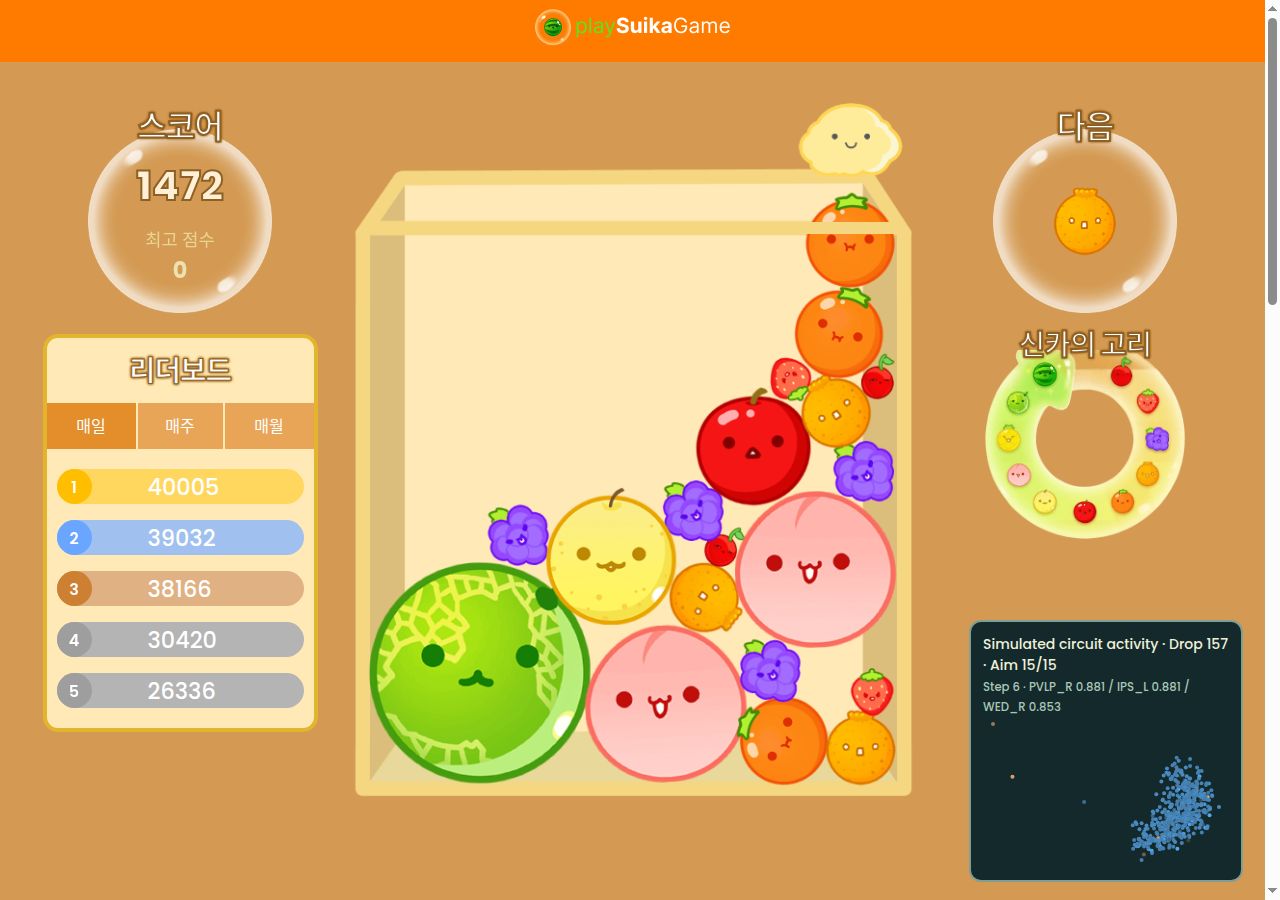 playSuikaGame
스코어
1472
최고 점수
0
리더보드
매일 매주 매월
1 40005
2 39032
3 38166
4 30420
5 26336
다음
신카의 고리
Simulated circuit activity · Drop 157
· Aim 15/15
Step 6 · PVLP_R 0.881 / IPS_L 0.881 /
WED_R 0.853